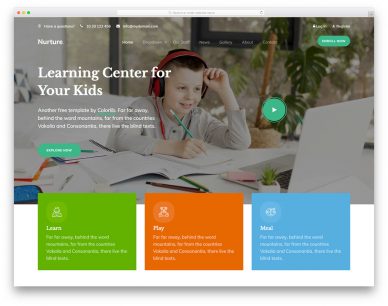 Have a questions?
10 20 123 456
info@mydomain.com
Log In
Register
Nurture.
Home
Dropdown
Our Staff
News
Gallery
About
Contact
ENROLL NOW
Learning Center for
Your Kids
Another free template by Colorlib. Far far away,
behind the word mountains, far from the countries
Vokalia and Consonantia, there live the blind texts.
EXPLORE NOW
Learn
Far far away, behind the word
mountains, far from the countries
Vokalia and Consonantia, there live the
blind texts.
Play
Far far away, behind the word
mountains, far from the countries
Vokalia and Consonantia, there live the
blind texts.
Meal
Far far away, behind the word
mountains, far from the countries
Vokalia and Consonantia, there live the
blind texts.